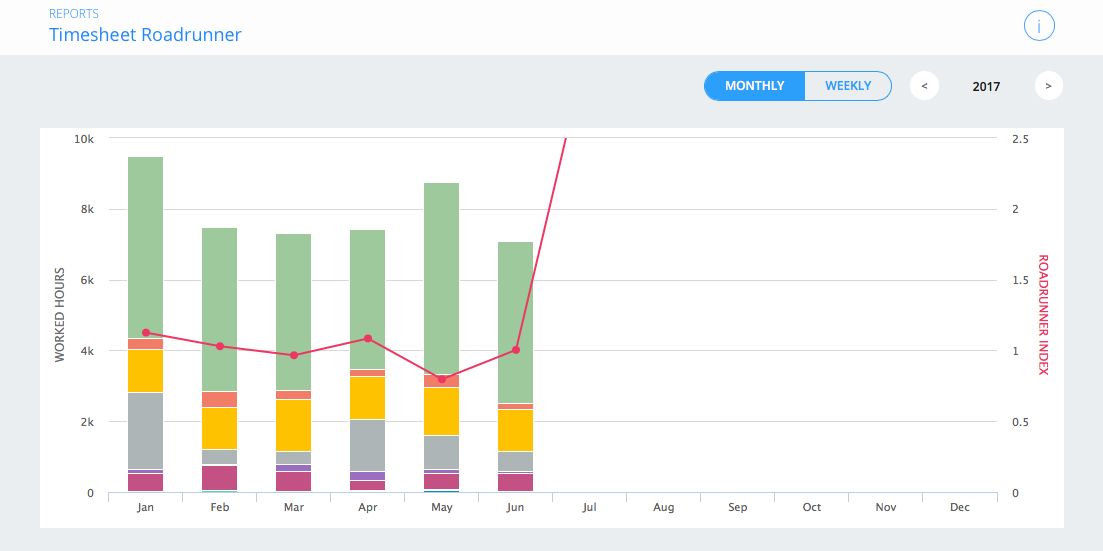 REPORTS
Timesheet Roadrunner
i
MONTHLY WEEKLY < 2017 >
10k 2.5
8k 2
6k 1.5
4k 1
2k 0.5
0 0
WORKED HOURS
ROADRUNNER INDEX
Jan Feb Mar Apr May Jun Jul Aug Sep Oct Nov Dec